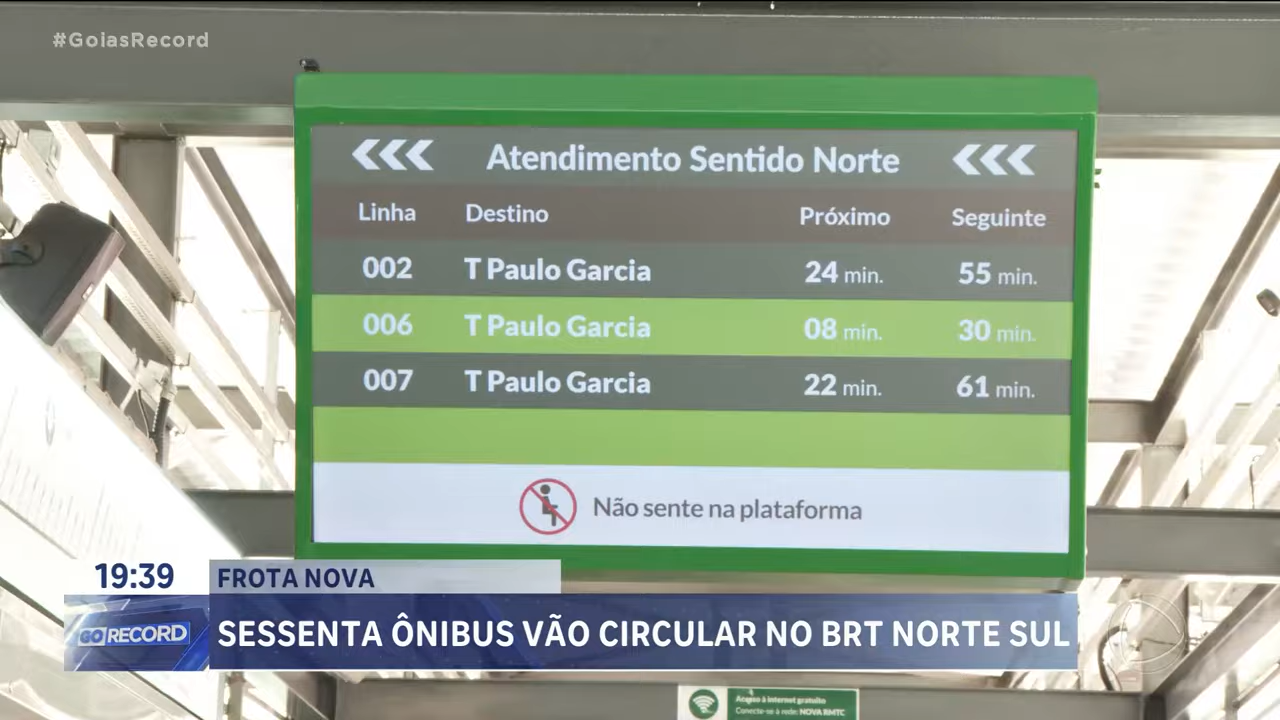 #GoiasRecord
Atendimento Sentido Norte
Linha Destino Próximo Seguinte
002 T Paulo Garcia 24 min. 55 min.
006 T Paulo Garcia 08 min. 30 min.
007 T Paulo Garcia 22 min. 61 min.
Não sente na plataforma
19:39 FROTA NOVA
GO RECORD SESSENTA ÔNIBUS VÃO CIRCULAR NO BRT NORTE SUL
Acesso à internet gratuito
Conecte-se à rede: NOVA RMTC